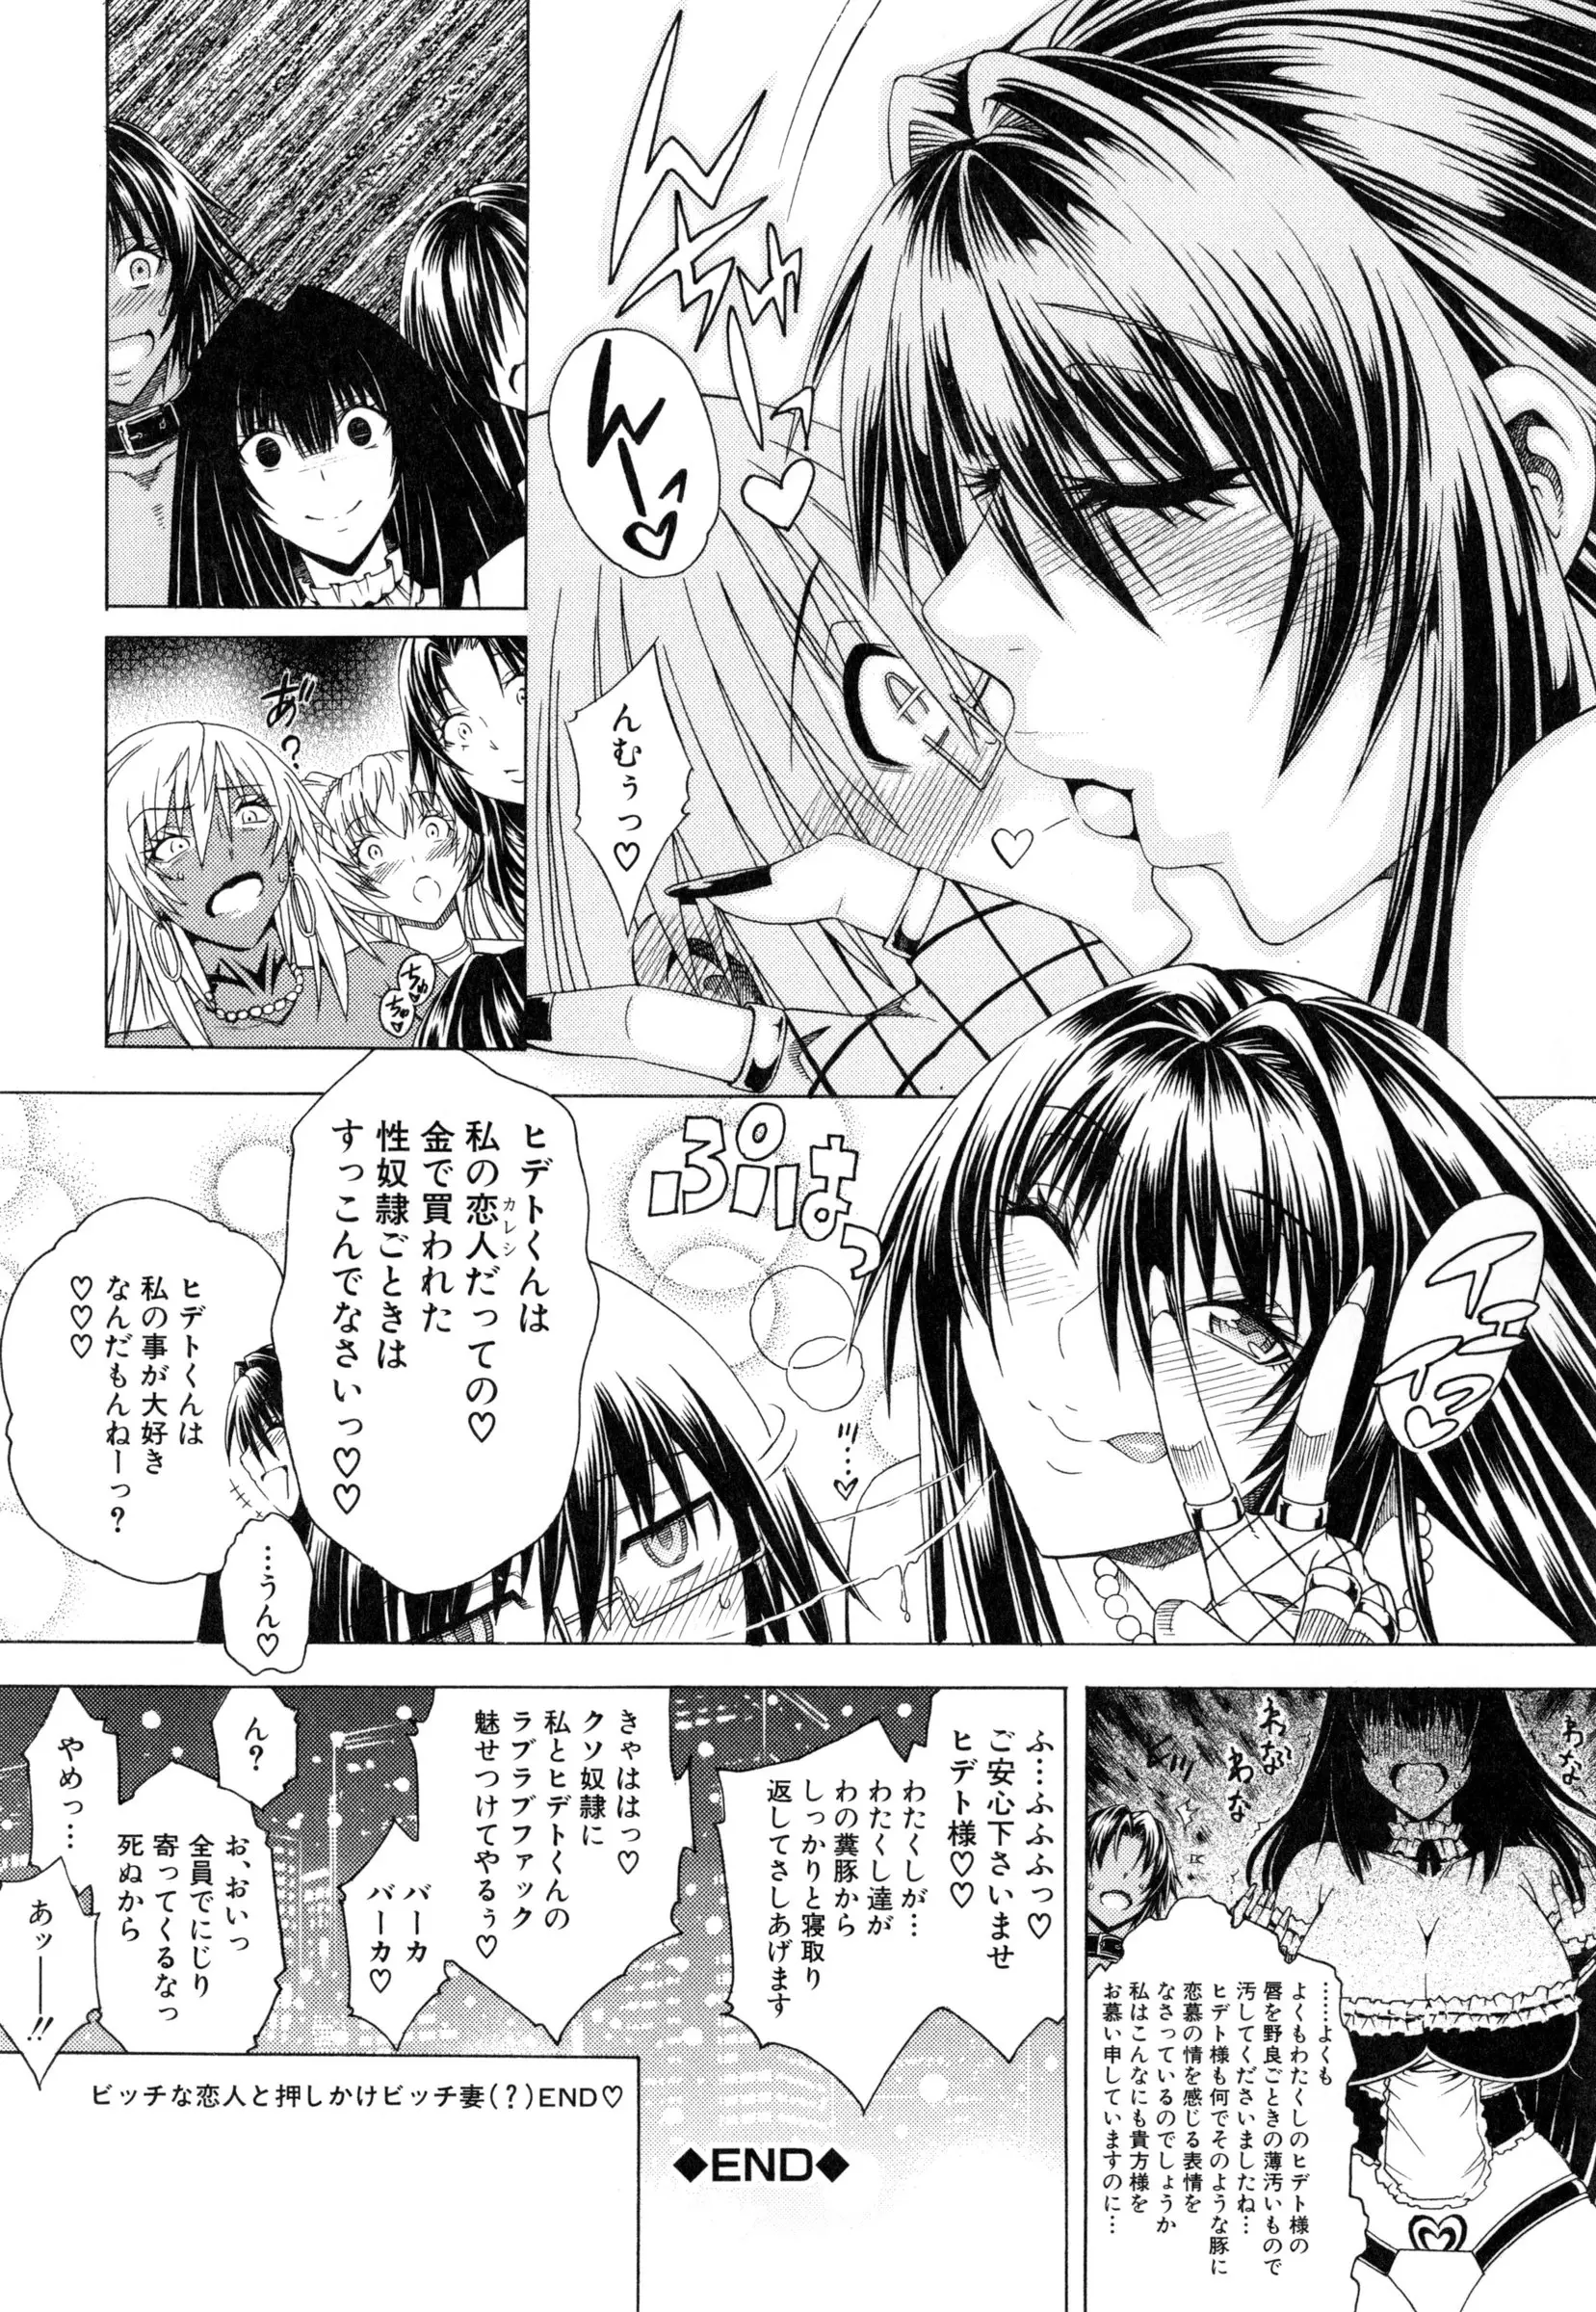 ん
むちゅ
んーっ♡
んむぅっ♡
あ゙？
ちゅ
ちゅ♡
ぷはっ
イェイっ♡
ヒデトくんは
私の恋人だっての♡
カレシ
金で買われた
性奴隷ごときは
すっこんでなさいっ♡♡
ヒデトくんは
私の事が大好き
なんだもんねーっ？
♡♡♡
…うん♡
わな
わな
わな
わな
……よくも
よくもわたくしのヒデト様の
唇を野良ごときの薄汚いもので
汚してくださいましたね…
ヒデト様も何でそのような豚に
恋慕の情を感じる表情を
なさっているのでしょうか
私はこんなにも貴方様を
お慕い申していますのに…
ふ…ふふふっ♡
ご安心下さいませ
ヒデト様♡♡
わたくしが…
わたくし達が
わの糞豚から
しっかりと寝取り
返してさしあげます
きゃははっ♡
クソ奴隷に
私とヒデトくんの
ラブラブファック
魅せつけてやるぅ♡
バーカ
バーカ♡
ん？
お、おいっ
全員でにじり
寄ってくるなっ
死ぬから
やめっ…
あッ──!!
ビッチな恋人と押しかけビッチ妻(？)END♡
◆END◆